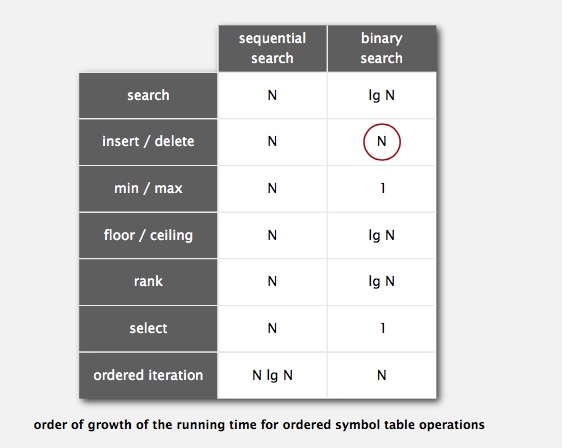 sequential search binary search
search N lg N
insert / delete N N
min / max N 1
floor / ceiling N lg N
rank N lg N
select N 1
ordered iteration N lg N N
order of growth of the running time for ordered symbol table operations